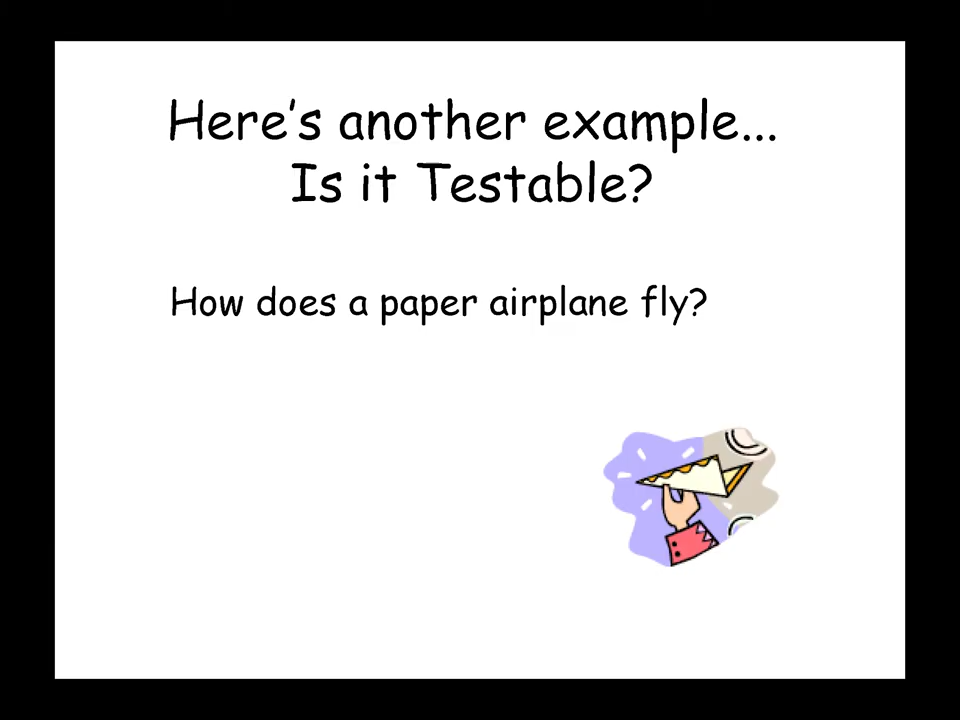 Here’s another example...
Is it Testable?
How does a paper airplane fly?